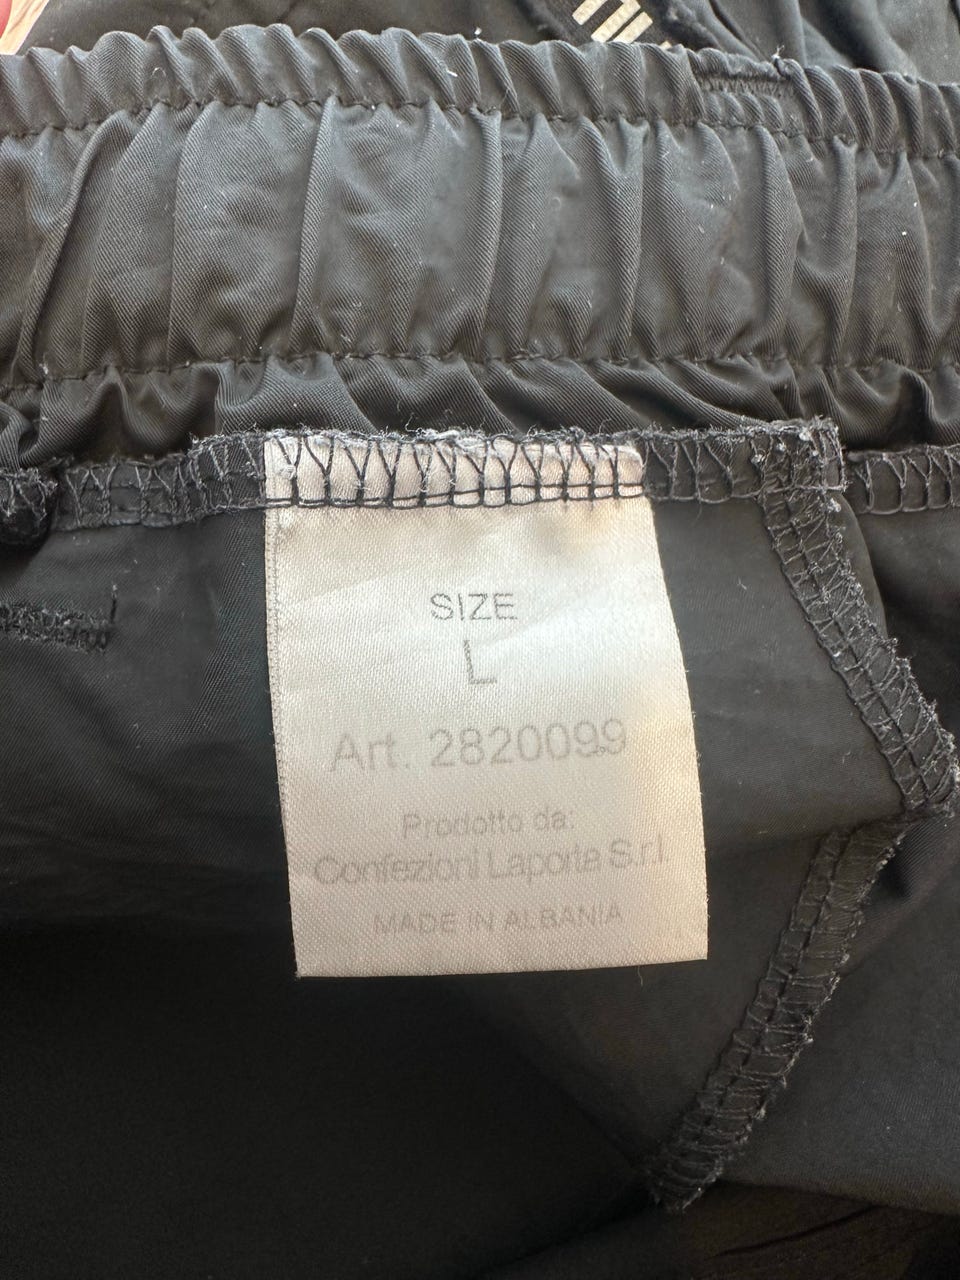 SIZE
L
Art. 2820099
Prodotto da:
Confezioni Laporta S.r.l.
MADE IN ALBANIA